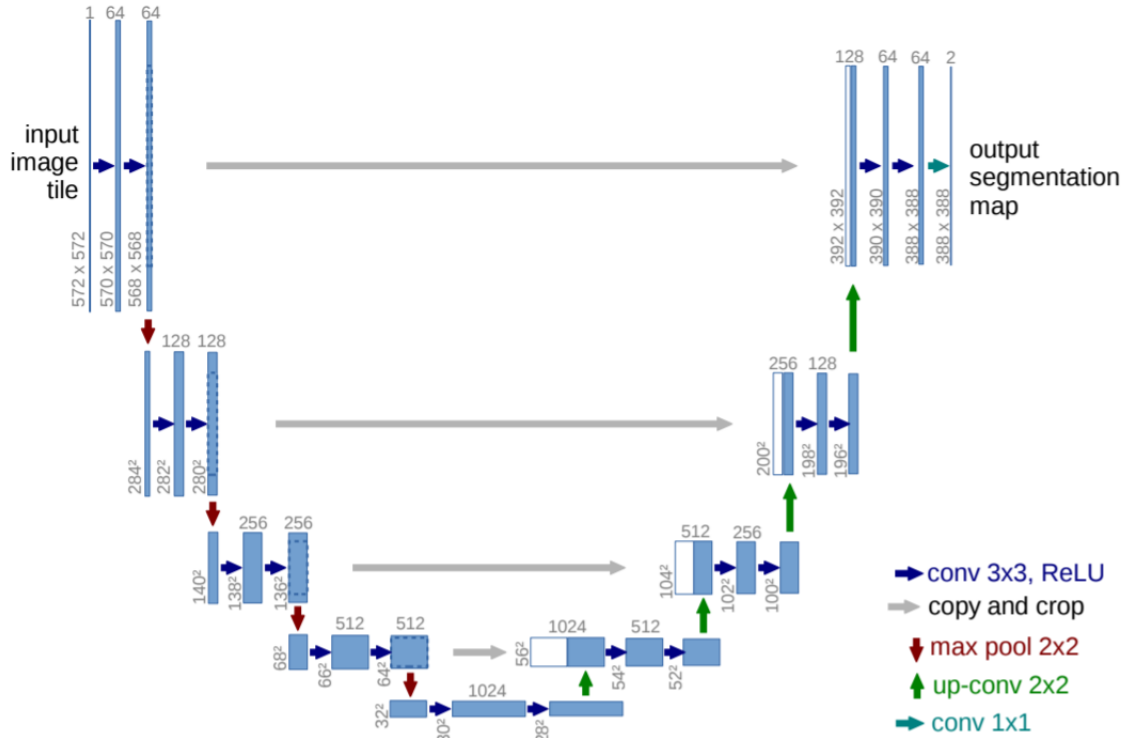 1 64 64
128 64 64 2
input
image
tile
output
segmentation
map
572 x 572
570 x 570
568 x 568
392 x 392
390 x 390
388 x 388
388 x 388
128 128
256 128
284²
282²
280²
200²
198²
196²
256 256
512 256
140²
138²
136²
104²
102²
100²
512 512
1024 512
68²
66²
64²
56²
54²
52²
1024
32²
conv 3x3, ReLU
copy and crop
max pool 2x2
up-conv 2x2
conv 1x1